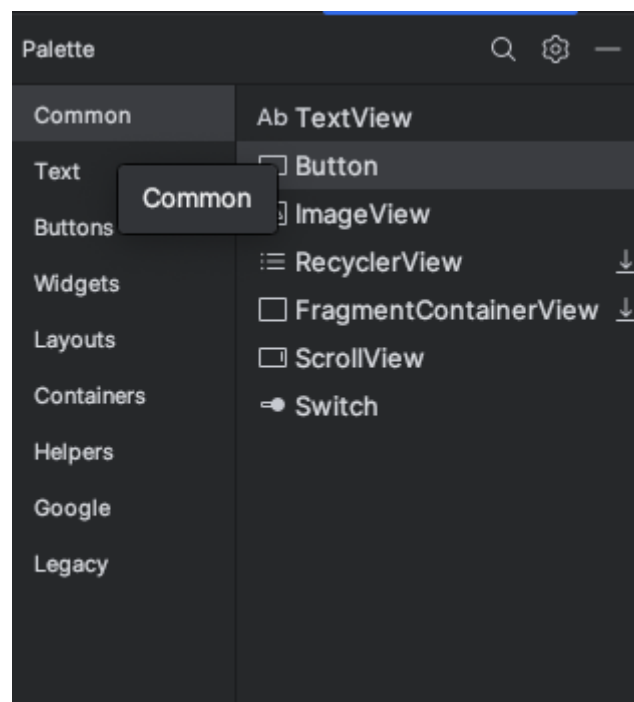 Palette
Common
Text
Common
Buttons
Widgets
Layouts
Containers
Helpers
Google
Legacy
Ab TextView
Button
ImageView
RecyclerView
FragmentContainerView
ScrollView
Switch